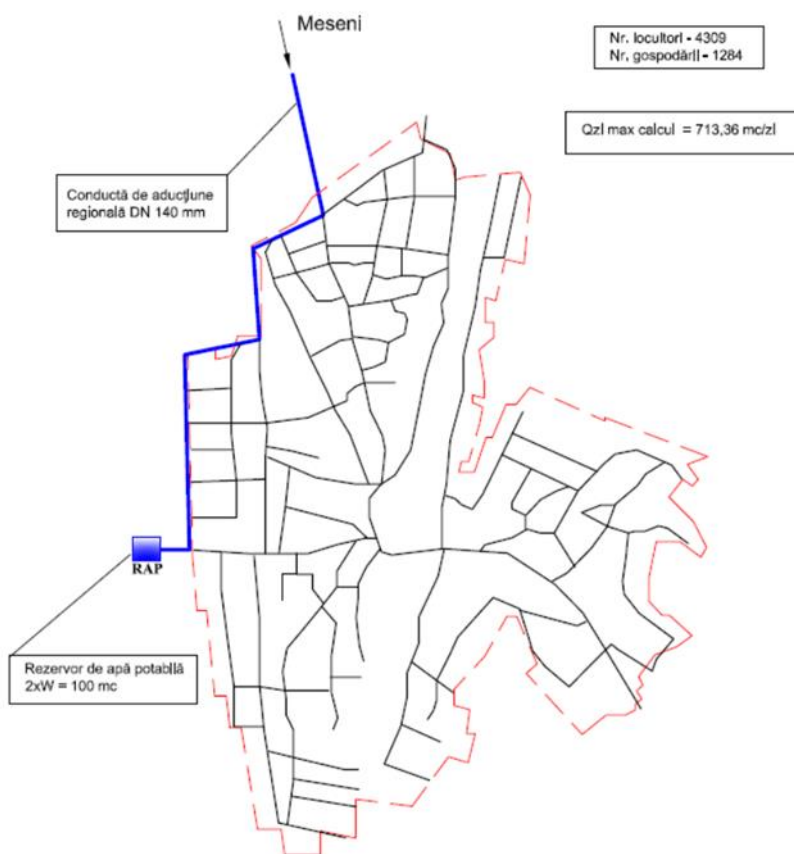 Meseni
Nr. locuitori - 4309
Nr. gospodării - 1284
Qzi max calcul = 713,36 mc/zi
Conductă de aducțiune
regională DN 140 mm
RAP
Rezervor de apă potabilă
2xW = 100 mc